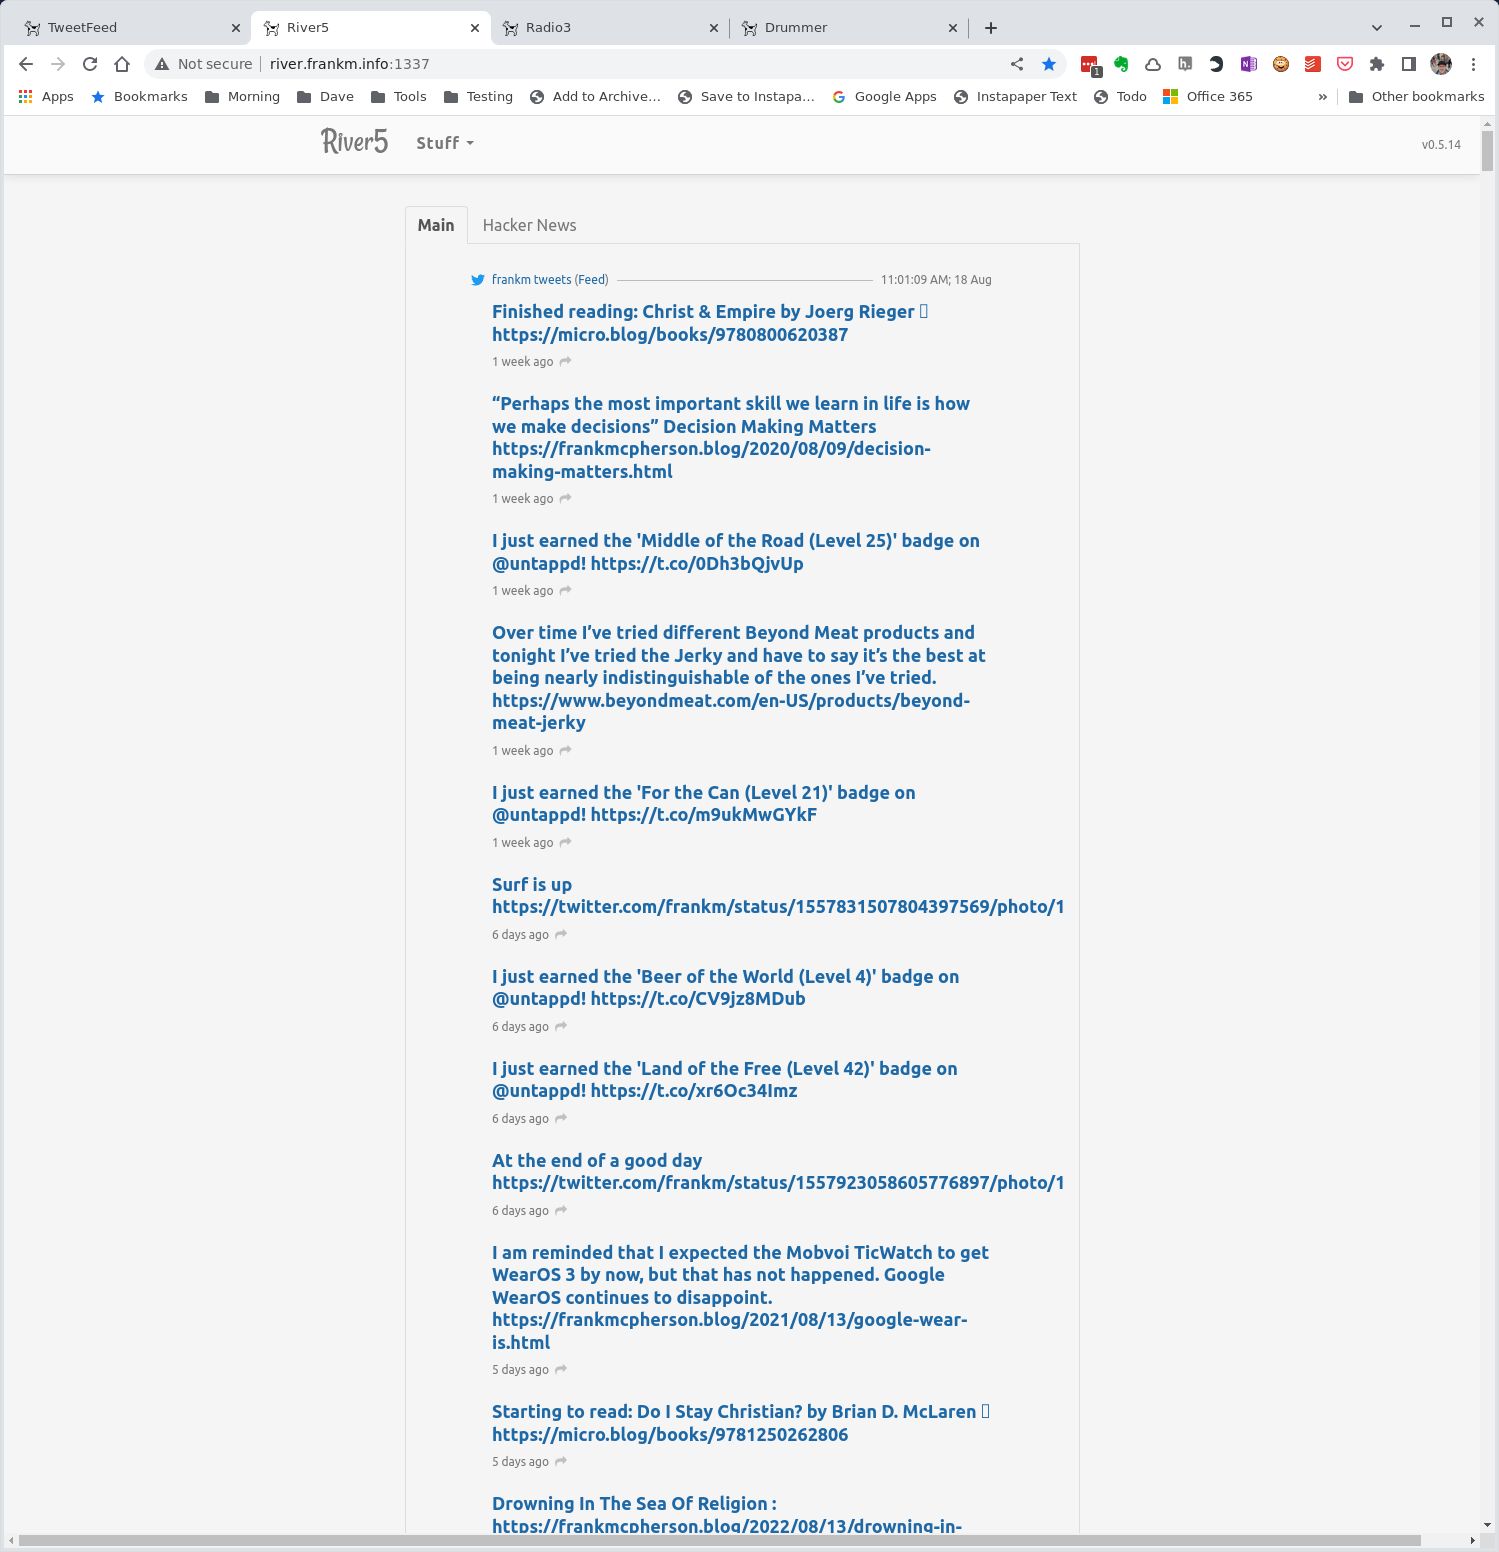 TweetFeed
River5
Radio3
Drummer
Not secure
river.frankm.info:1337
1
Apps
Bookmarks
Morning
Dave
Tools
Testing
Add to Archive...
Save to Instapa...
Google Apps
Instapaper Text
Todo
Office 365
»
Other bookmarks
River5
Stuff
v0.5.14
Main
Hacker News
frankm tweets (Feed)
11:01:09 AM; 18 Aug
Finished reading: Christ & Empire by Joerg Rieger
https://micro.blog/books/9780800620387
1 week ago
“Perhaps the most important skill we learn in life is how
we make decisions” Decision Making Matters
https://frankmcpherson.blog/2020/08/09/decision-
making-matters.html
1 week ago
I just earned the 'Middle of the Road (Level 25)' badge on
@untappd! https://t.co/0Dh3bQjvUp
1 week ago
Over time I’ve tried different Beyond Meat products and
tonight I’ve tried the Jerky and have to say it’s the best at
being nearly indistinguishable of the ones I’ve tried.
https://www.beyondmeat.com/en-US/products/beyond-
meat-jerky
1 week ago
I just earned the 'For the Can (Level 21)' badge on
@untappd! https://t.co/m9ukMwGYkF
1 week ago
Surf is up
https://twitter.com/frankm/status/1557831507804397569/photo/1
6 days ago
I just earned the 'Beer of the World (Level 4)' badge on
@untappd! https://t.co/CV9jz8MDub
6 days ago
I just earned the 'Land of the Free (Level 42)' badge on
@untappd! https://t.co/xr6Oc34Imz
6 days ago
At the end of a good day
https://twitter.com/frankm/status/1557923058605776897/photo/1
6 days ago
I am reminded that I expected the Mobvoi TicWatch to get
WearOS 3 by now, but that has not happened. Google
WearOS continues to disappoint.
https://frankmcpherson.blog/2021/08/13/google-wear-
is.html
5 days ago
Starting to read: Do I Stay Christian? by Brian D. McLaren
https://micro.blog/books/9781250262806
5 days ago
Drowning In The Sea Of Religion :
https://frankmcpherson.blog/2022/08/13/drowning-in-